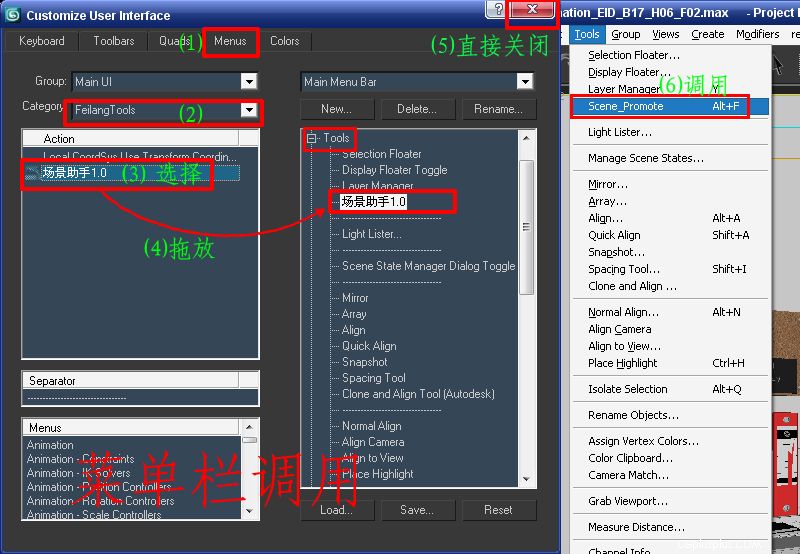 Customize User Interface
Keyboard
Toolbars
Quads
(1)
Menus
Colors
(5)直接关闭
Group:
Main UI
Category:
FeilangTools
(2)
Action
Local CoordSys Use Transform Coordin...
场景助手1.0
(3) 选择
(4)拖放
Separator
Menus
Animation
Animation - Constraints
Animation - IK Solvers
Animation - Position Controllers
Animation - Rotation Controllers
Animation - Scale Controllers
菜单栏调用
Main Menu Bar
New...
Delete...
Rename...
Tools
Selection Floater
Display Floater Toggle
Layer Manager
场景助手1.0
Light Lister...
Scene State Manager Dialog Toggle
Mirror
Array
Align
Quick Align
Snapshot
Spacing Tool
Clone and Align Tool (Autodesk)
Normal Align
Align Camera
Align to View
Place Highlight
Load...
Save...
Reset
nation_EID_B17_H06_F02.max - Project
Tools Group Views Create Modifiers
Selection Floater...
Display Floater...
Layer Manager
(6)调用
Scene_Promote Alt+F
Light Lister...
Manage Scene States...
Mirror...
Array...
Align... Alt+A
Quick Align Shift+A
Snapshot...
Spacing Tool... Shift+I
Clone and Align ...
Normal Align... Alt+N
Align Camera
Align to View...
Place Highlight Ctrl+H
Isolate Selection Alt+Q
Rename Objects...
Assign Vertex Colors...
Color Clipboard...
Camera Match...
Grab Viewport...
Measure Distance...
Channel Info